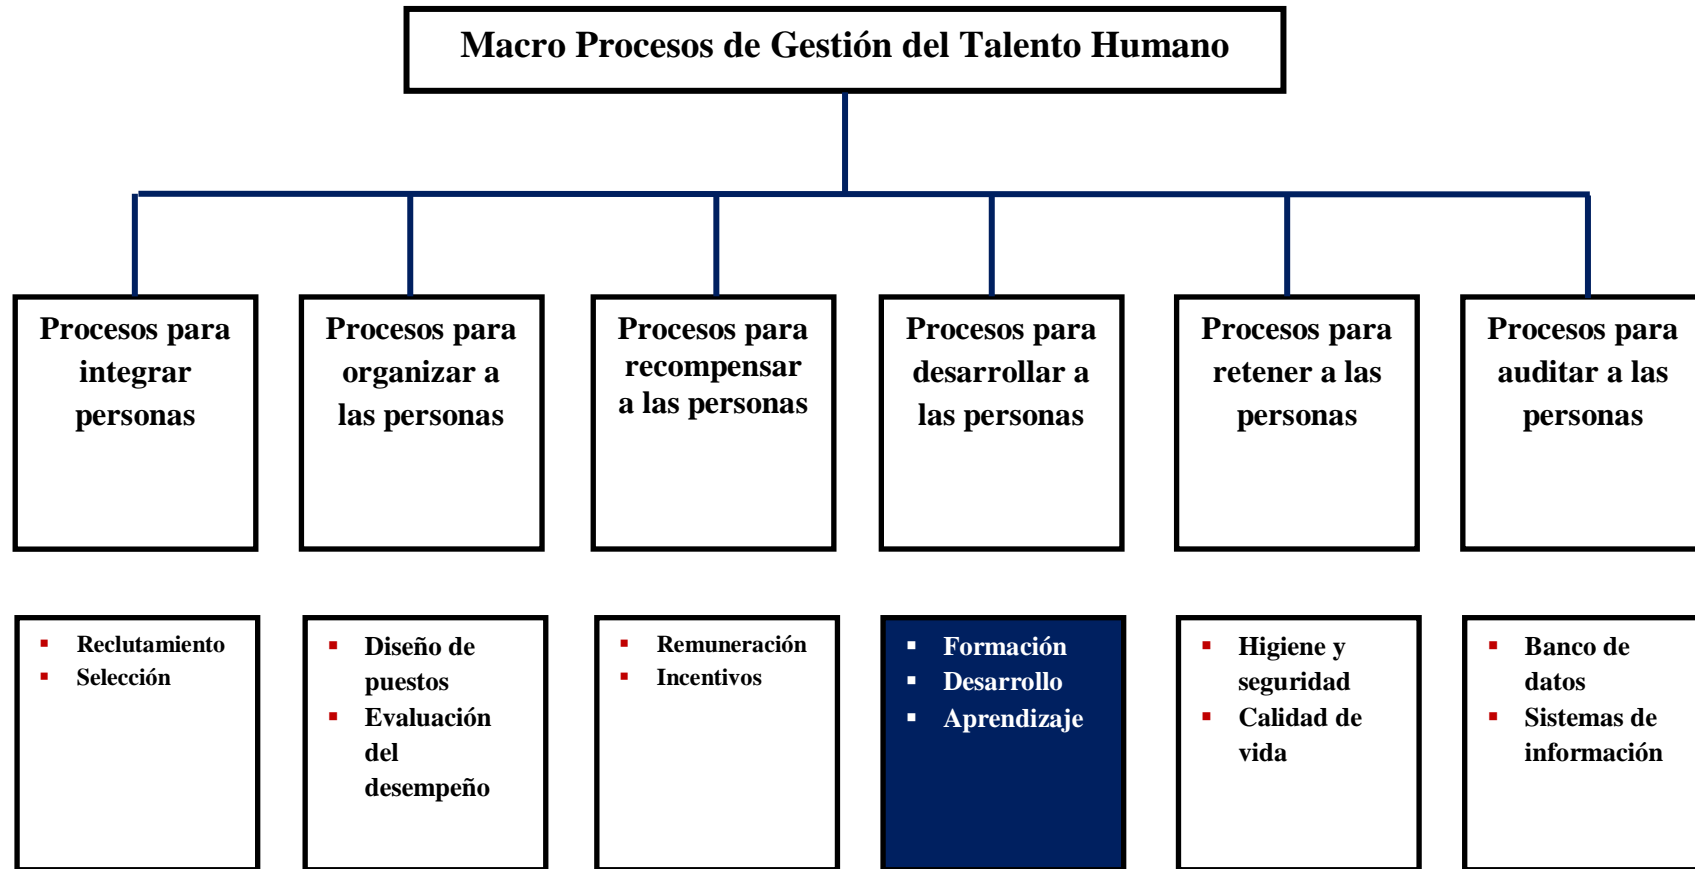 Macro Procesos de Gestión del Talento Humano
Procesos para
integrar
personas
Procesos para
organizar a
las personas
Procesos para
recompensar
a las personas
Procesos para
desarrollar a
las personas
Procesos para
retener a las
personas
Procesos para
auditar a las
personas
▪ Reclutamiento
▪ Selección
▪ Diseño de
puestos
▪ Evaluación
del
desempeño
▪ Remuneración
▪ Incentivos
▪ Formación
▪ Desarrollo
▪ Aprendizaje
▪ Higiene y
seguridad
▪ Calidad de
vida
▪ Banco de
datos
▪ Sistemas de
información